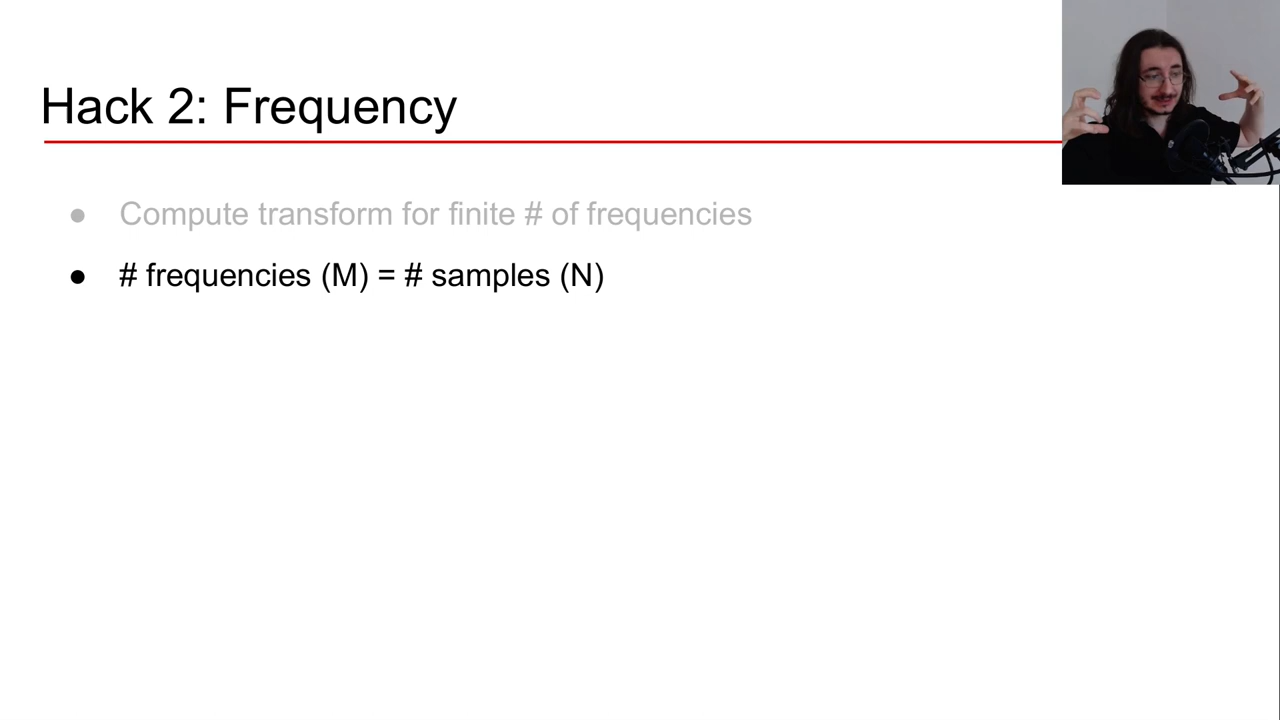 Hack 2: Frequency
● Compute transform for finite # of frequencies
● # frequencies (M) = # samples (N)